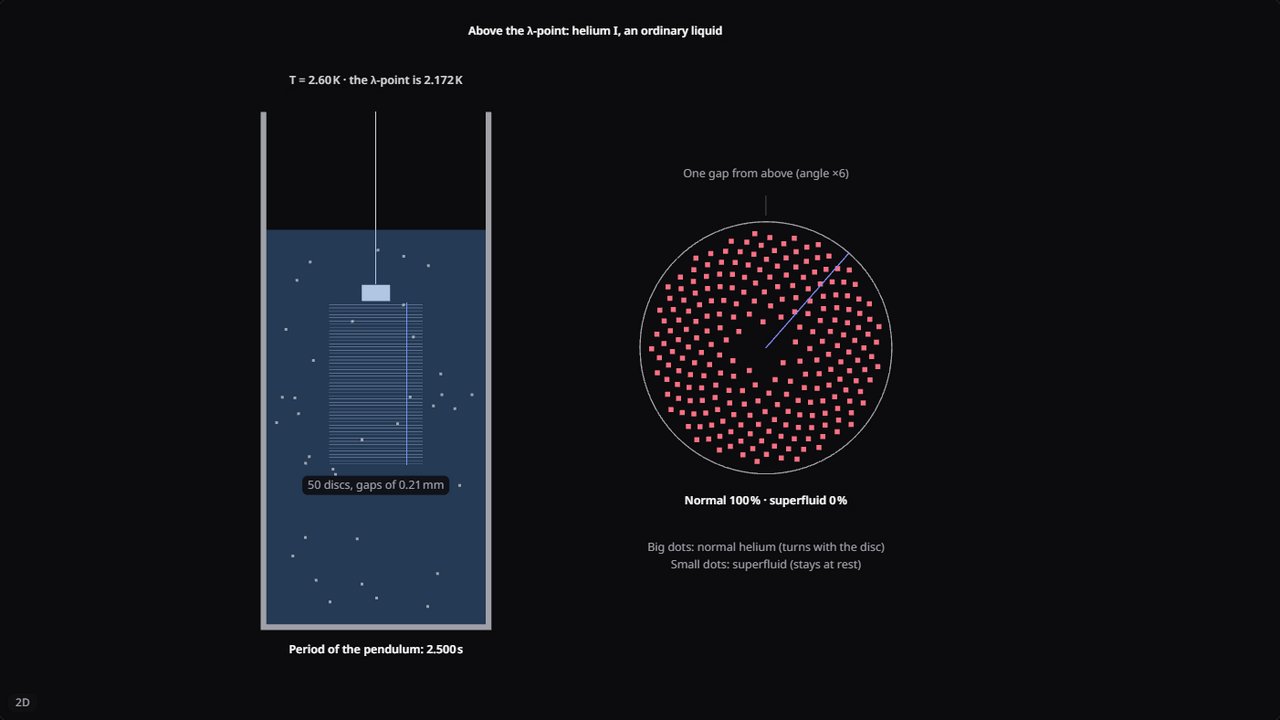 Above the λ-point: helium I, an ordinary liquid
T = 2.60 K · the λ-point is 2.172 K
One gap from above (angle ×6)
50 discs, gaps of 0.21 mm
Normal 100% · superfluid 0%
Big dots: normal helium (turns with the disc)
Small dots: superfluid (stays at rest)
Period of the pendulum: 2.500 s
2D